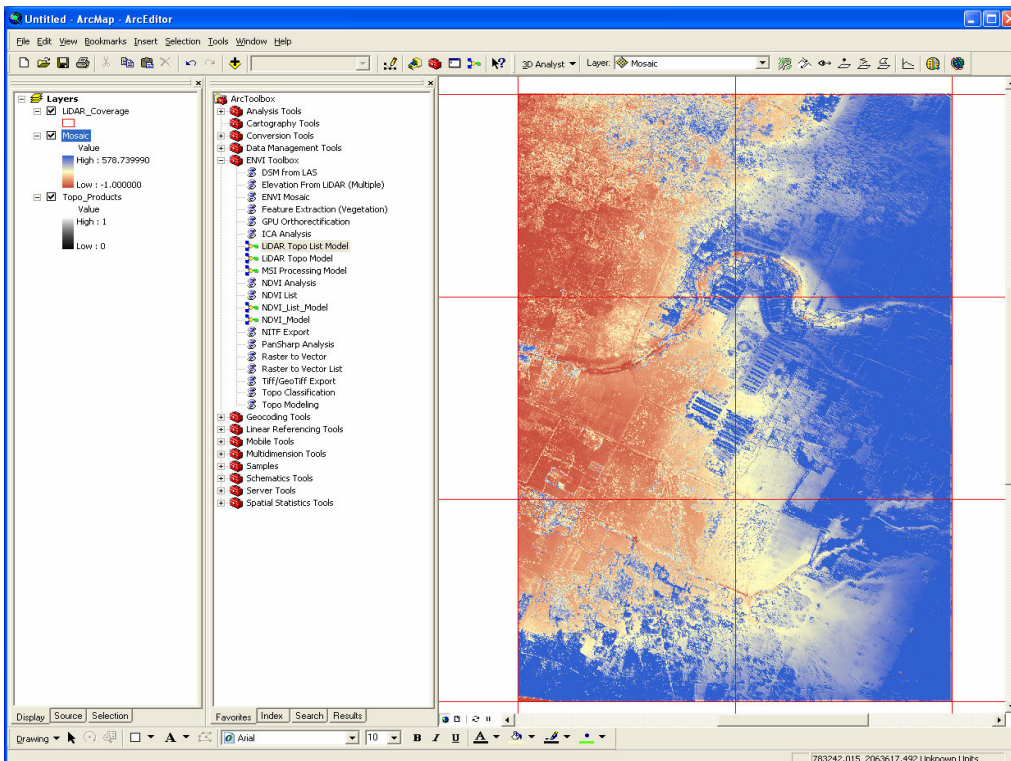 Untitled - ArcMap - ArcEditor
File Edit View Bookmarks Insert Selection Tools Window Help
3D Analyst Layer: Mosaic
Layers
LiDAR_Coverage
Mosaic
Value
High : 578.739990
Low : -1.000000
Topo_Products
Value
High : 1
Low : 0
ArcToolbox
Analysis Tools
Cartography Tools
Conversion Tools
Data Management Tools
ENVI Toolbox
DSM from LAS
Elevation From LiDAR (Multiple)
ENVI Mosaic
Feature Extraction (Vegetation)
GPU Orthorectification
ICA Analysis
LiDAR Topo List Model
LiDAR Topo Model
MSI Processing Model
NDVI Analysis
NDVI List
NDVI_List_Model
NDVI_Model
NITF Export
PanSharp Analysis
Raster to Vector
Raster to Vector List
Tiff/GeoTiff Export
Topo Classification
Topo Modeling
Geocoding Tools
Linear Referencing Tools
Mobile Tools
Multidimension Tools
Samples
Schematics Tools
Server Tools
Spatial Statistics Tools
Display Source Selection
Favorites Index Search Results
Drawing A Arial 10 B I U A
783242.015 2063617.492 Unknown Units